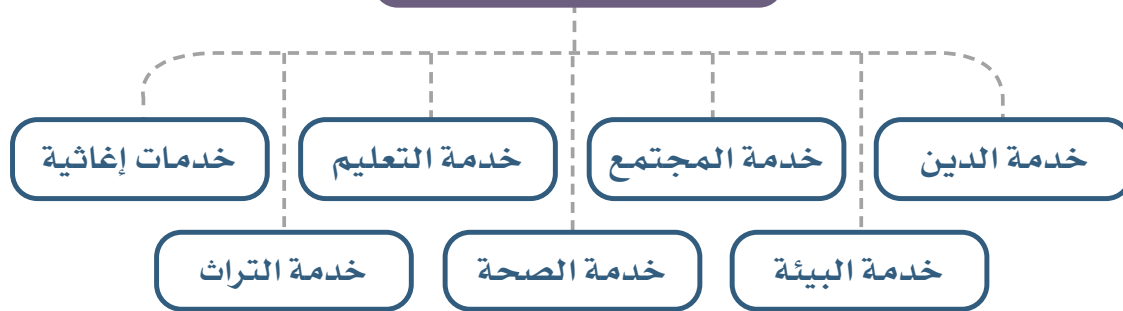 خدمة الدين
خدمة المجتمع
خدمة التعليم
خدمات إغاثية
خدمة البيئة
خدمة الصحة
خدمة التراث